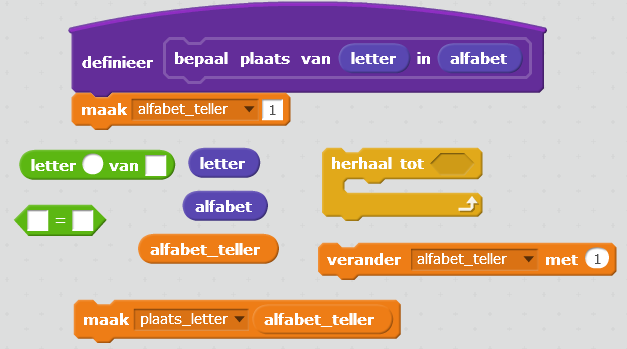 definieer bepaal plaats van letter in alfabet
maak alfabet_teller 1
letter van
letter
herhaal tot
alfabet
=
alfabet_teller
verander alfabet_teller met 1
maak plaats_letter alfabet_teller